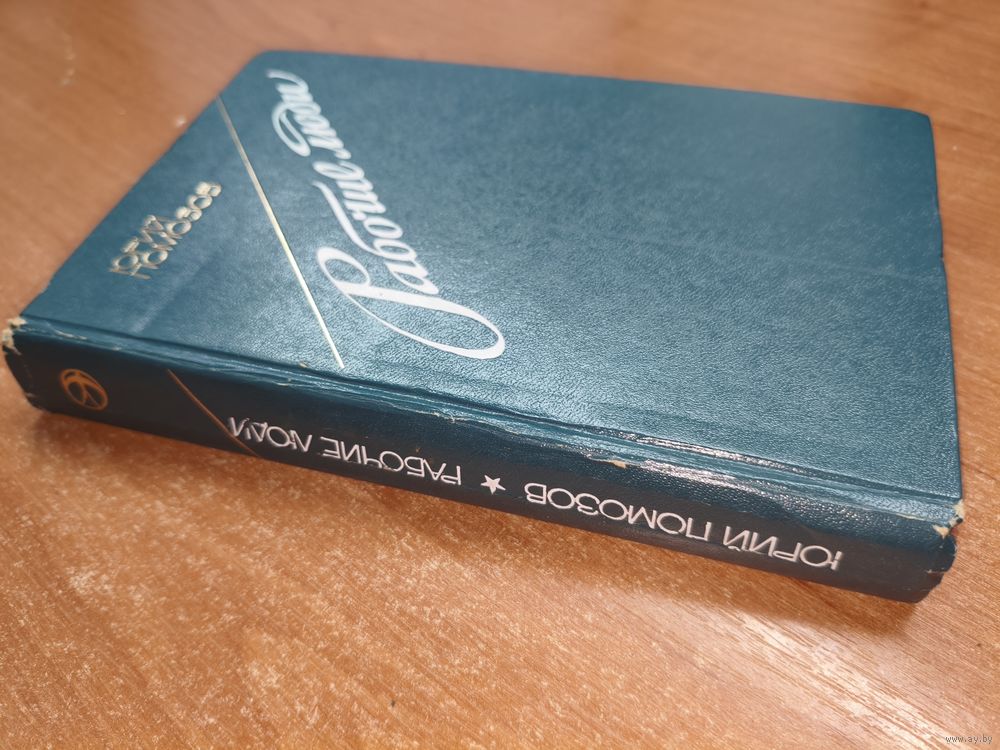 Юрий
Помозов
Рабочие люди
ЮРИЙ ПОМОЗОВ ★ РАБОЧИЕ ЛЮДИ
www.ay.by